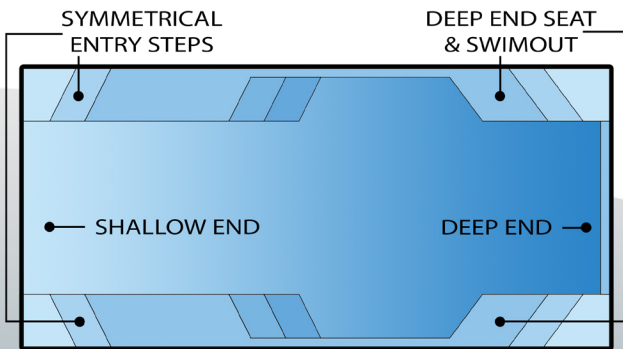 SYMMETRICAL
ENTRY STEPS
DEEP END SEAT
& SWIMOUT
SHALLOW END
DEEP END